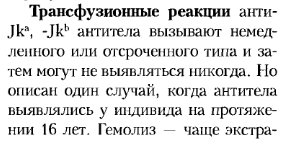 Трансфузионные реакции анти-
Jkᵃ, -Jkᵇ антитела вызывают немед-
ленного или отсроченного типа и за-
тем могут не выявляться никогда. Но
описан один случай, когда антитела
выявлялись у индивида на протяже-
нии 16 лет. Гемолиз — чаще экстра-